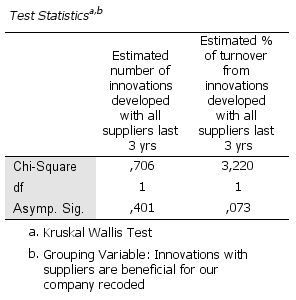 Test Statistics a,b
Estimated number of innovations developed with all suppliers last 3 yrs
Estimated % of turnover from innovations developed with all suppliers last 3 yrs
Chi-Square ,706 3,220
df 1 1
Asymp. Sig. ,401 ,073
a. Kruskal Wallis Test
b. Grouping Variable: Innovations with
suppliers are beneficial for our
company recoded